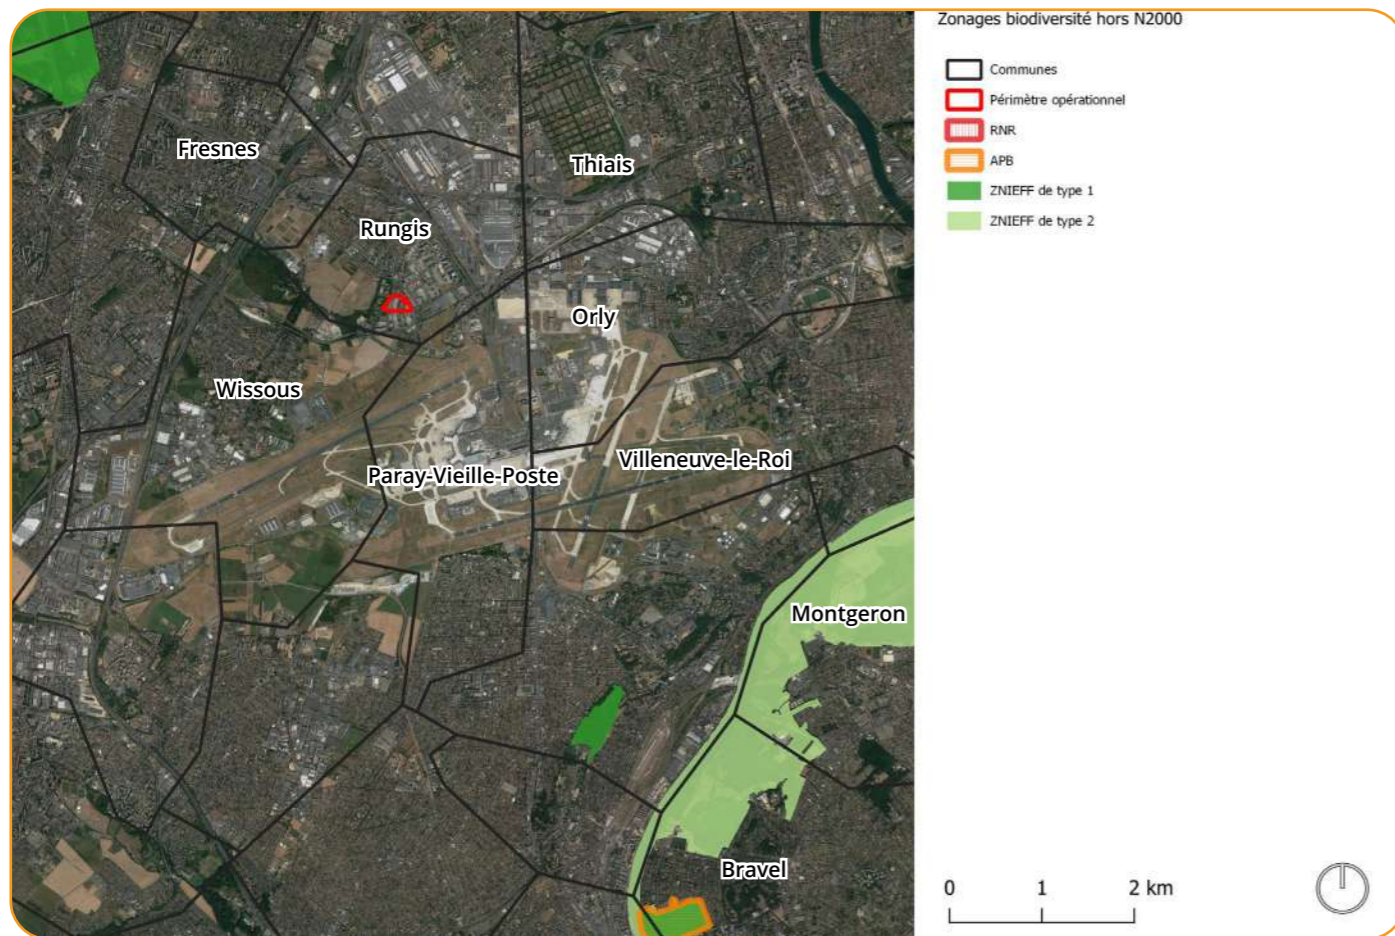 Zonages biodiversité hors N2000
Communes
Périmètre opérationnel
RNR
APB
ZNIEFF de type 1
ZNIEFF de type 2
Fresnes
Thiais
Rungis
Orly
Wissous
Villeneuve-le-Roi
Paray-Vieille-Poste
Montgeron
Bravel
0 1 2 km